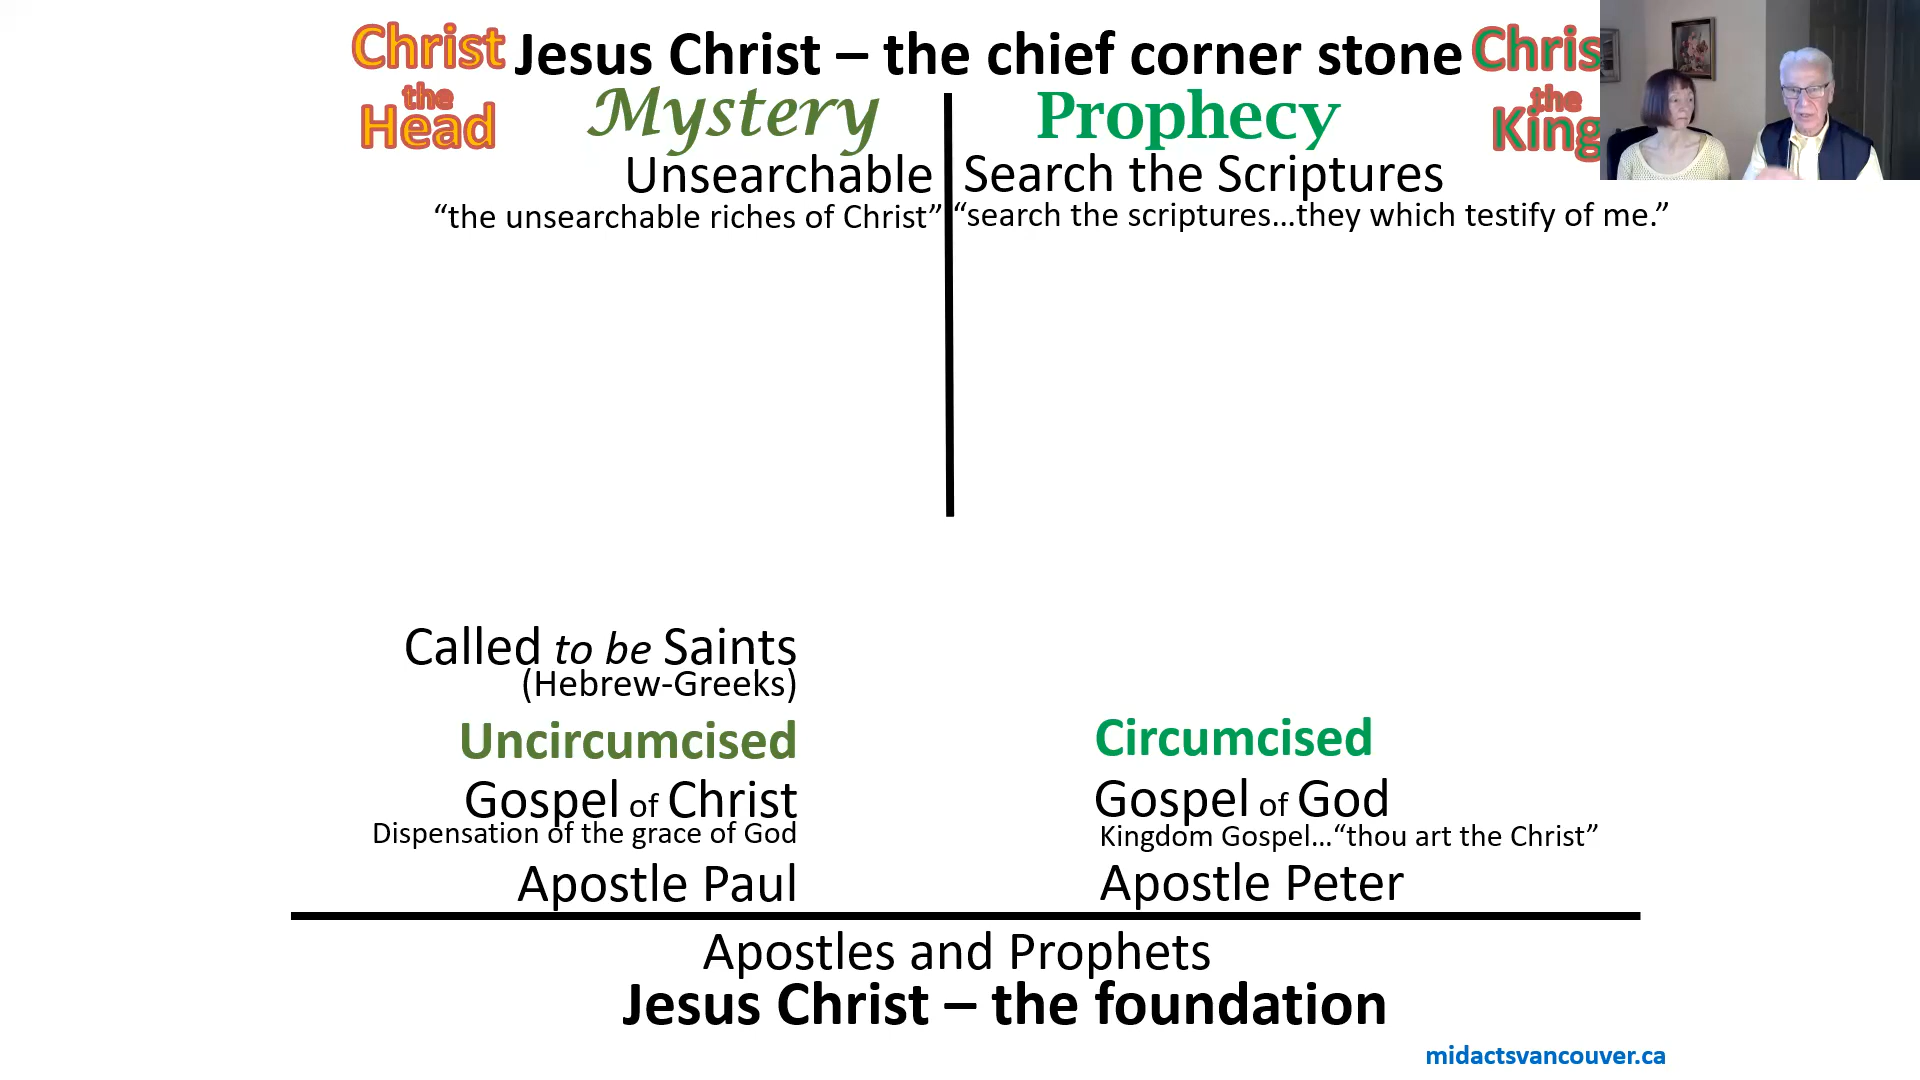 Christ
the
Head
Jesus Christ – the chief corner stone
Chris
the
King
Mystery
Prophecy
Unsearchable
Search the Scriptures
“the unsearchable riches of Christ”
“search the scriptures...they which testify of me.”
Called to be Saints
(Hebrew-Greeks)
Uncircumcised
Circumcised
Gospel of Christ
Gospel of God
Dispensation of the grace of God
Kingdom Gospel...“thou art the Christ”
Apostle Paul
Apostle Peter
Apostles and Prophets
Jesus Christ – the foundation
midactsvancouver.ca